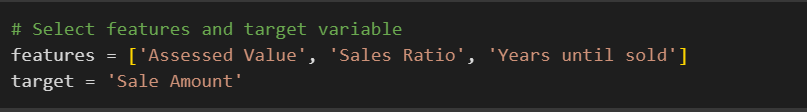 # Select features and target variable
features = ['Assessed Value', 'Sales Ratio', 'Years until sold']
target = 'Sale Amount'